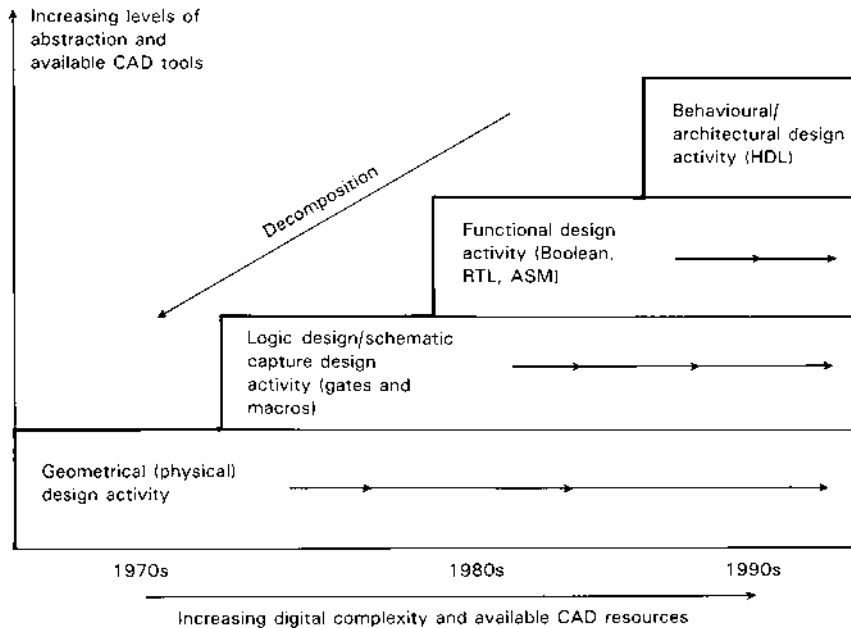 Increasing levels of
abstraction and
available CAD tools
Behavioural/
architectural design
activity (HDL)
Decomposition
Functional design
activity (Boolean,
RTL, ASM)
Logic design/schematic
capture design
activity (gates and
macros)
Geometrical (physical)
design activity
1970s
1980s
1990s
Increasing digital complexity and available CAD resources